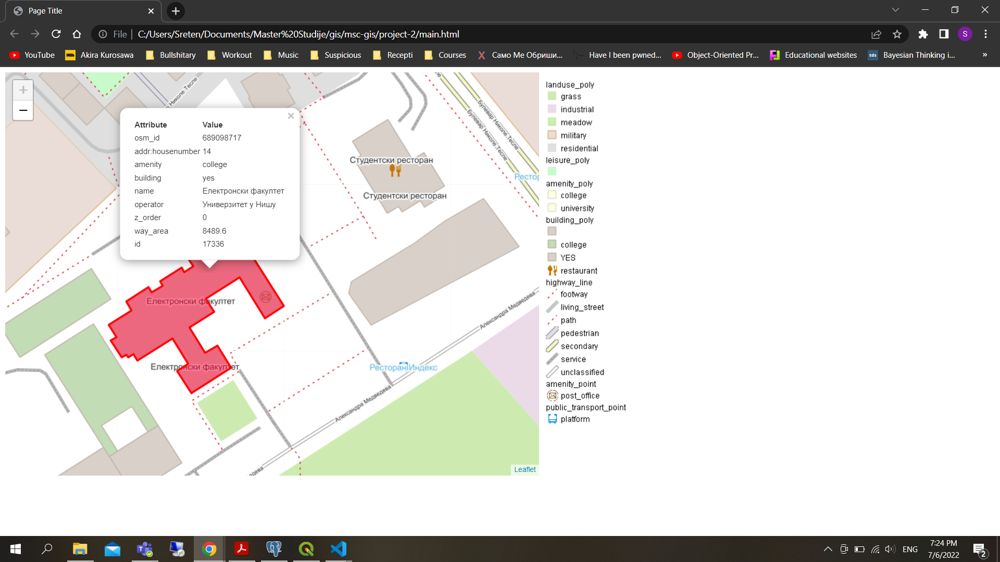 Page Title
File
C:/Users/Sreten/Documents/Master%20Studije/gis/msc-gis/project-2/main.html
S
YouTube
IMDb
Akira Kurosawa
Bullshitary
Workout
Music
Suspicious
Recepti
Courses
Само Ме Обриши...
Have I been pwned...
Object-Oriented Pr...
Educational websites
tds
Bayesian Thinking i...
»
+
−
р Николе Тесле
Булевар Николе Тесле
Булевар Николе Тесле
Attribute Value
osm_id 689098717
addr:housenumber 14
amenity college
building yes
name Електронски факултет
operator Универзитет у Нишу
z_order 0
way_area 8489.6
id 17336
Студентски ресторан
Студентски ресторан
Рестор
Електронски факултет
Електронски факултет
Александра Медведева
Ресторан Индекс
Александра Медведева
дева
Leaflet
landuse_poly
grass
industrial
meadow
military
residential
leisure_poly
amenity_poly
college
university
building_poly
college
YES
restaurant
highway_line
footway
living_street
path
pedestrian
secondary
service
unclassified
amenity_point
post_office
public_transport_point
platform
ENG
7:24 PM
7/6/2022
2